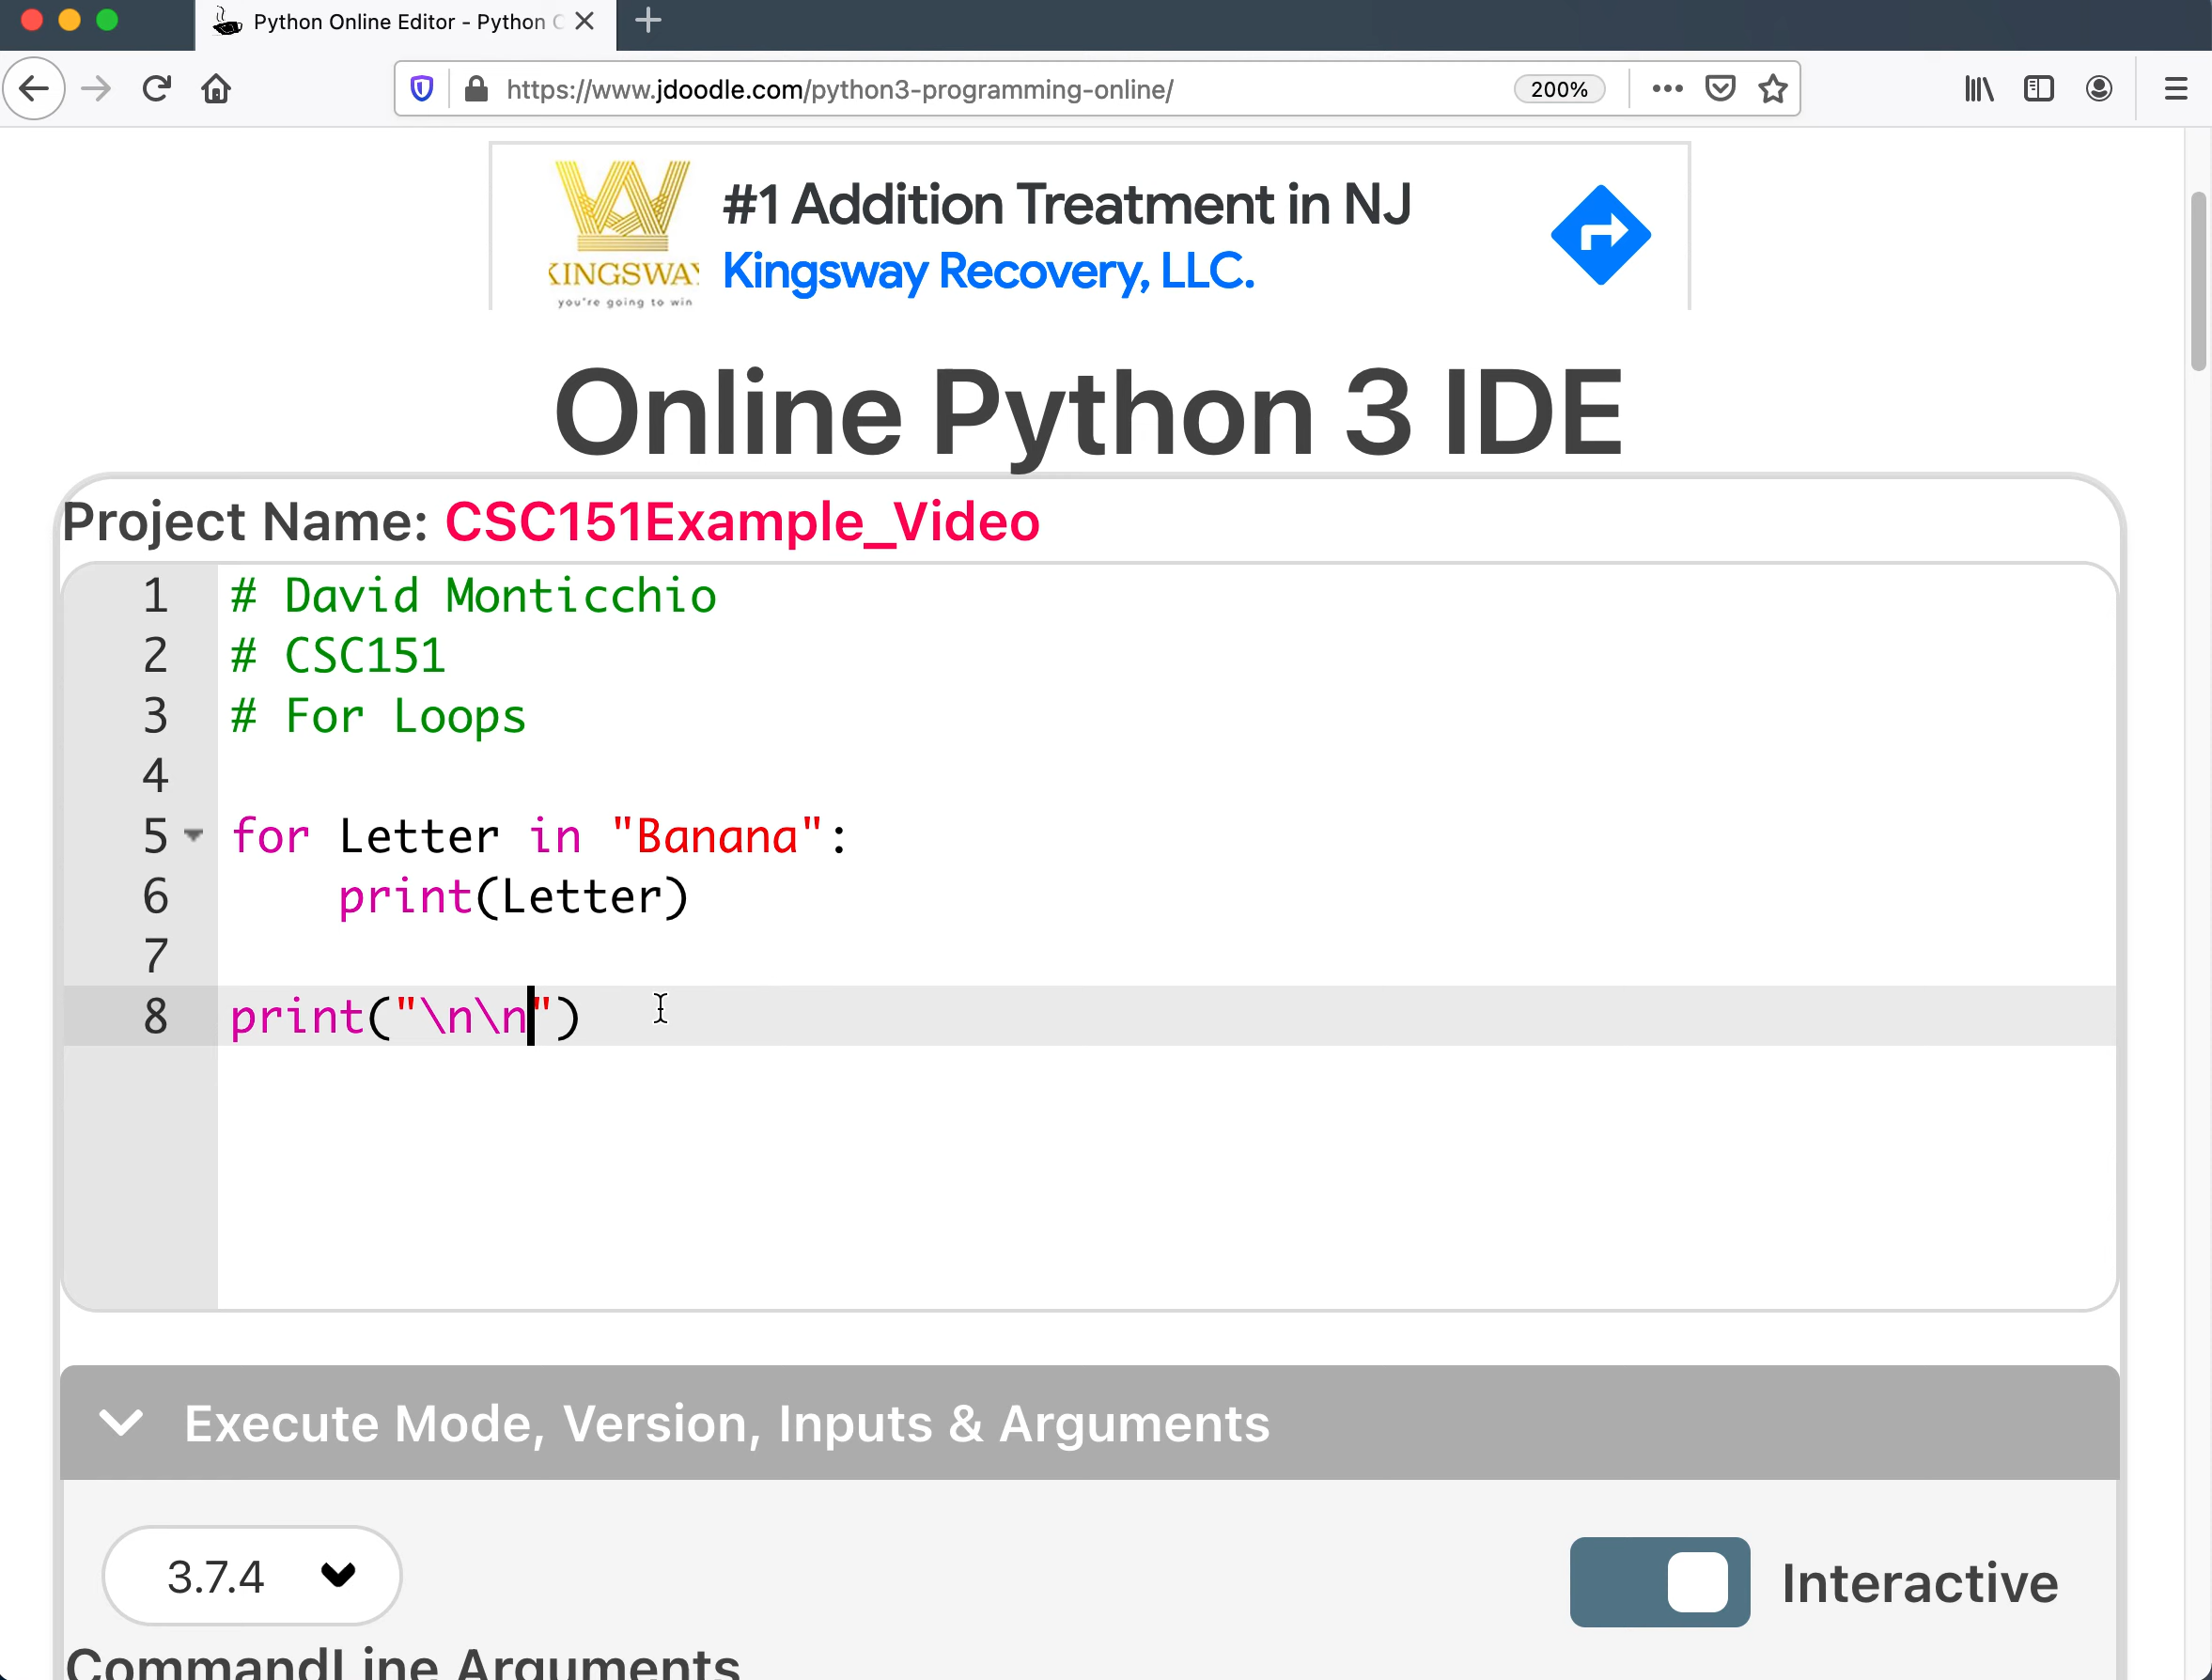 Python Online Editor - Python
https://www.jdoodle.com/python3-programming-online/
200%
KINGSWAY
you're going to win
#1 Addition Treatment in NJ
Kingsway Recovery, LLC.
Online Python 3 IDE
Project Name: CSC151Example_Video
1 # David Monticchio
2 # CSC151
3 # For Loops
4
5 for Letter in "Banana":
6     print(Letter)
7
8 print("\n\n")
Execute Mode, Version, Inputs & Arguments
3.7.4
Interactive
CommandLine Arguments